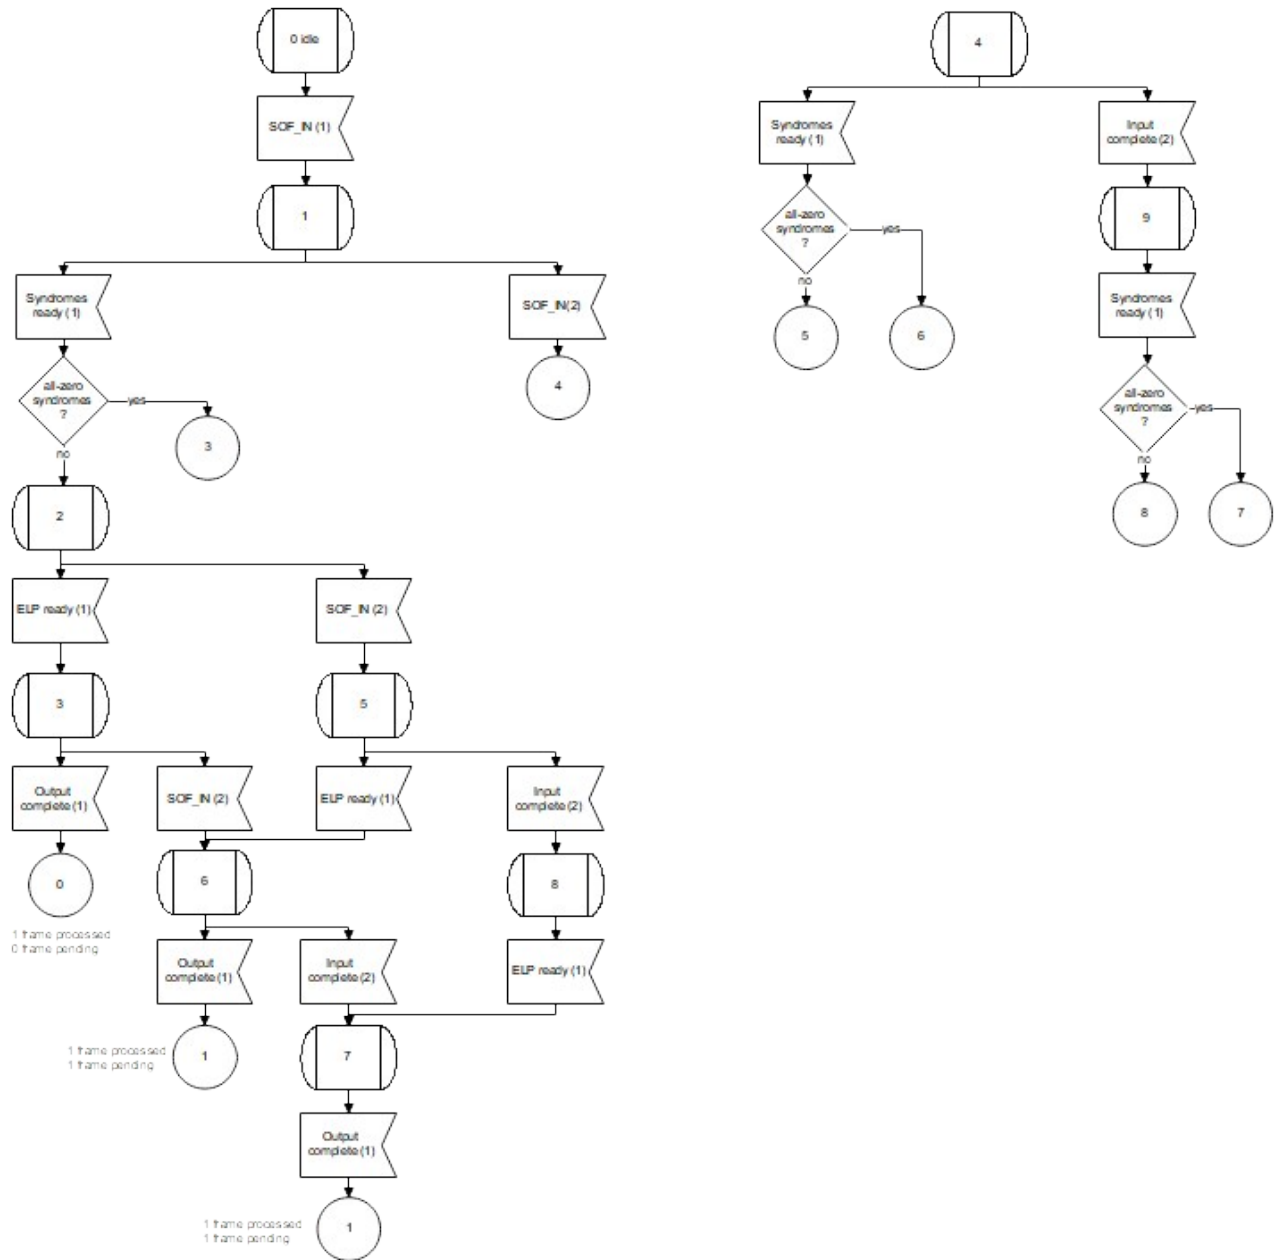 0 idle
SOF_IN (1)
1
Syndromes
ready (1)
SOF_IN(2)
all-zero
syndromes
?
yes
no
3
4
2
ELP ready (1)
SOF_IN (2)
3
5
Output
complete (1)
SOF_IN (2)
ELP ready (1)
Input
complete (2)
0
1 frame processed
0 frame pending
6
8
Output
complete (1)
Input
complete (2)
ELP ready (1)
1 frame processed
1 frame pending
1
7
Output
complete (1)
1 frame processed
1 frame pending
1
4
Syndromes
ready (1)
Input
complete (2)
all-zero
syndromes
?
yes
no
9
5
6
Syndromes
ready (1)
all-zero
syndromes
?
yes
no
8
7